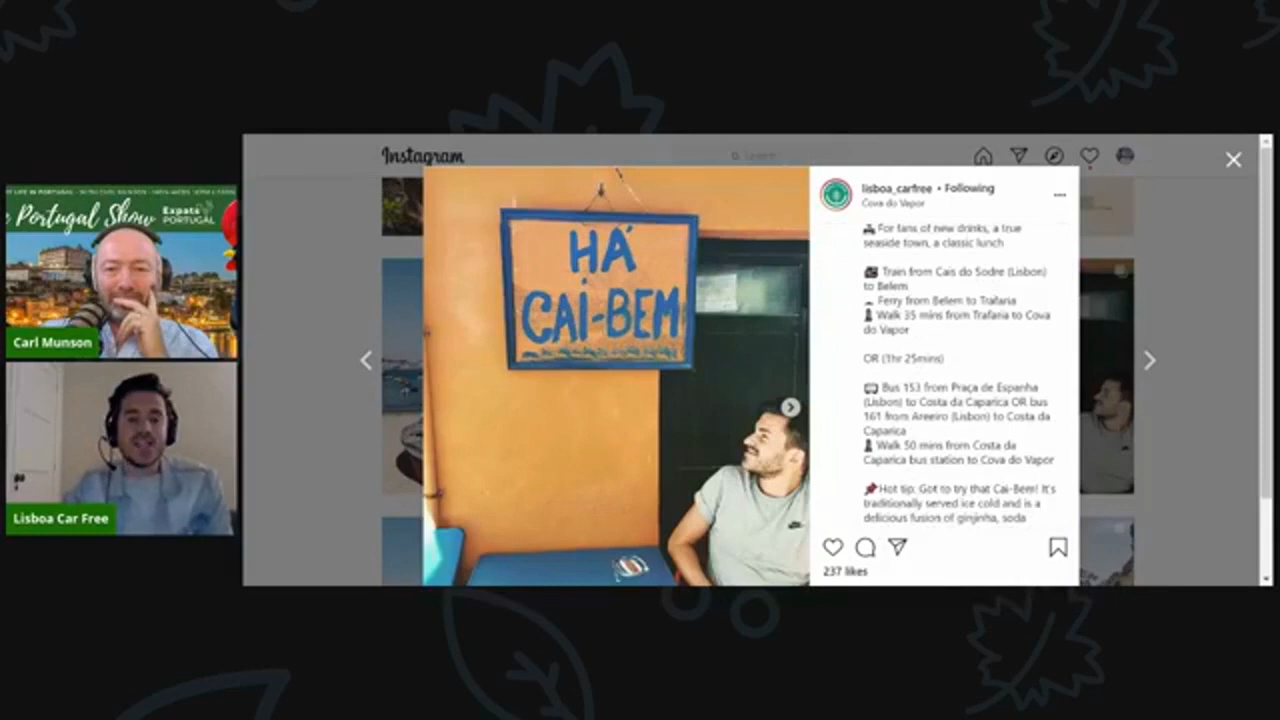 Portugal Show
Expats
PORTUGAL
Carl Munson
Lisboa Car Free
Instagram
Search
HÁ
CAI-BEM
lisboa_carfree • Following
Cova do Vapor
For fans of new drinks, a true
seaside town, a classic lunch
Train from Cais do Sodre (Lisbon)
to Belem
Ferry from Belem to Trafaria
Walk 35 mins from Trafaria to Cova
do Vapor
OR (1hr 25mins)
Bus 153 from Praça de Espanha
(Lisbon) to Costa da Caparica OR bus
161 from Areeiro (Lisbon) to Costa da
Caparica
Walk 50 mins from Costa da
Caparica bus station to Cova do Vapor
Hot tip: Got to try that Cai-Bem! It's
traditionally served ice cold and is a
delicious fusion of ginjinha, soda
237 likes